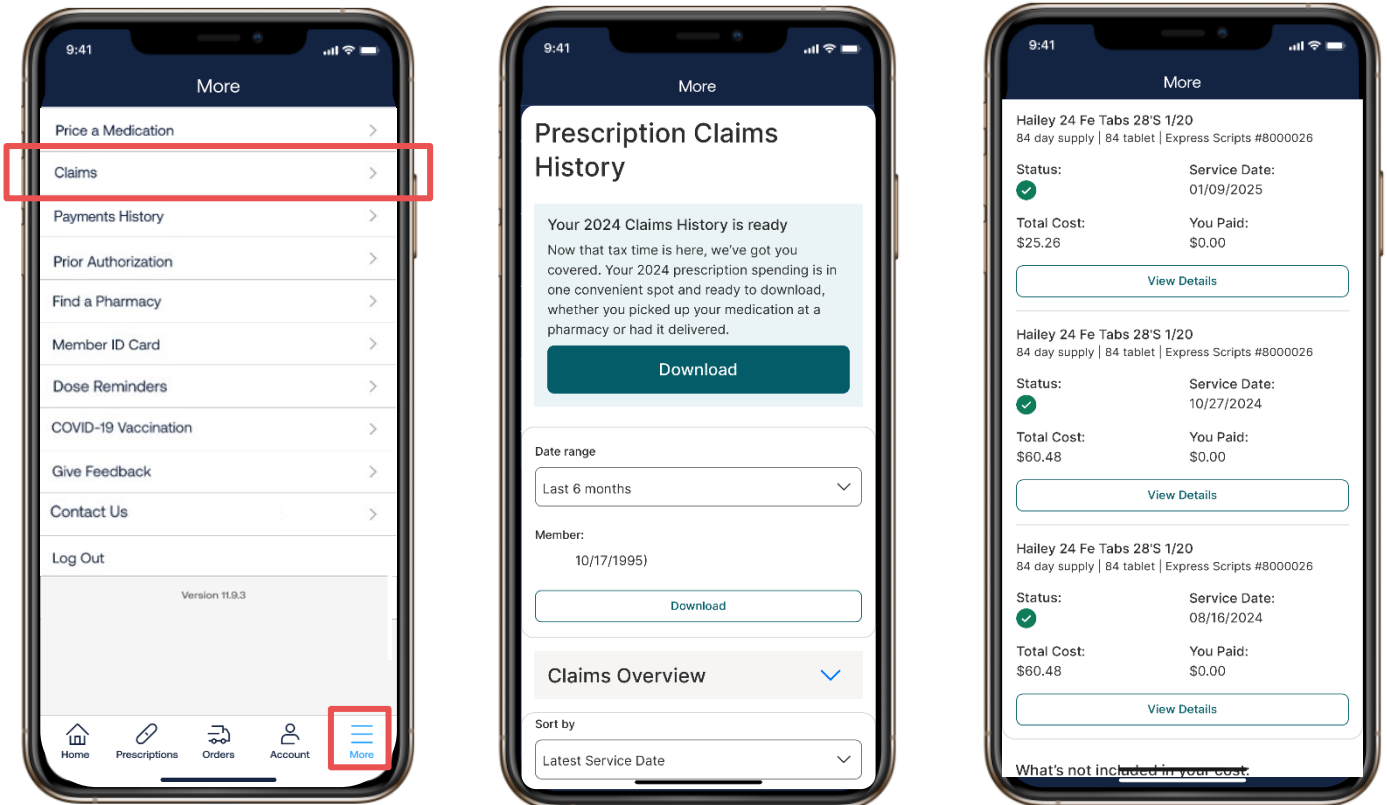 9:41
More
Price a Medication
Claims
Payments History
Prior Authorization
Find a Pharmacy
Member ID Card
Dose Reminders
COVID-19 Vaccination
Give Feedback
Contact Us
Log Out
Version 11.9.3
Home
Prescriptions
Orders
Account
More
9:41
More
Prescription Claims
History
Your 2024 Claims History is ready
Now that tax time is here, we've got you
covered. Your 2024 prescription spending is in
one convenient spot and ready to download,
whether you picked up your medication at a
pharmacy or had it delivered.
Download
Date range
Last 6 months
Member:
10/17/1995)
Download
Claims Overview
Sort by
Latest Service Date
9:41
More
Hailey 24 Fe Tabs 28'S 1/20
84 day supply | 84 tablet | Express Scripts #8000026
Status: Service Date:
01/09/2025
Total Cost: You Paid:
$25.26 $0.00
View Details
Hailey 24 Fe Tabs 28'S 1/20
84 day supply | 84 tablet | Express Scripts #8000026
Status: Service Date:
10/27/2024
Total Cost: You Paid:
$60.48 $0.00
View Details
Hailey 24 Fe Tabs 28'S 1/20
84 day supply | 84 tablet | Express Scripts #8000026
Status: Service Date:
08/16/2024
Total Cost: You Paid:
$60.48 $0.00
View Details
What's not included in your cost.